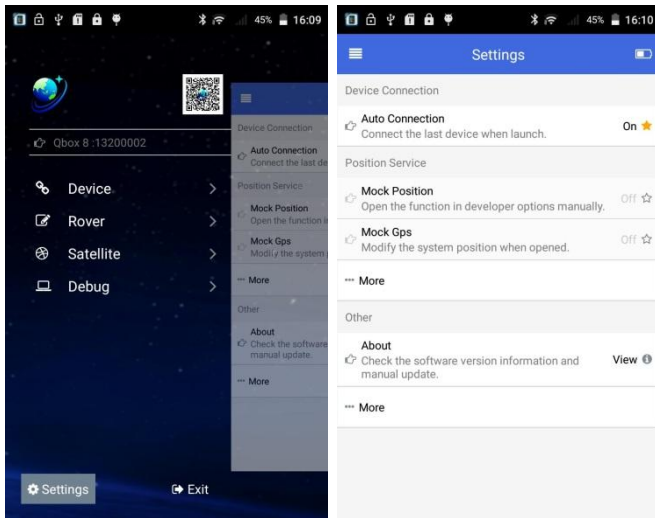 45% 16:09
Qbox 8 :13200002
Device
Rover
Satellite
Debug
Settings
Exit
Device Connection
Auto Connection
Connect the last de
Position Service
Mock Position
Open the function i
Mock Gps
Modify the system
More
Other
About
Check the software
manual update.
More
45% 16:10
Settings
Device Connection
Auto Connection
Connect the last device when launch.
On
Position Service
Mock Position
Open the function in developer options manually.
Off
Mock Gps
Modify the system position when opened.
Off
More
Other
About
Check the software version information and
manual update.
View
More